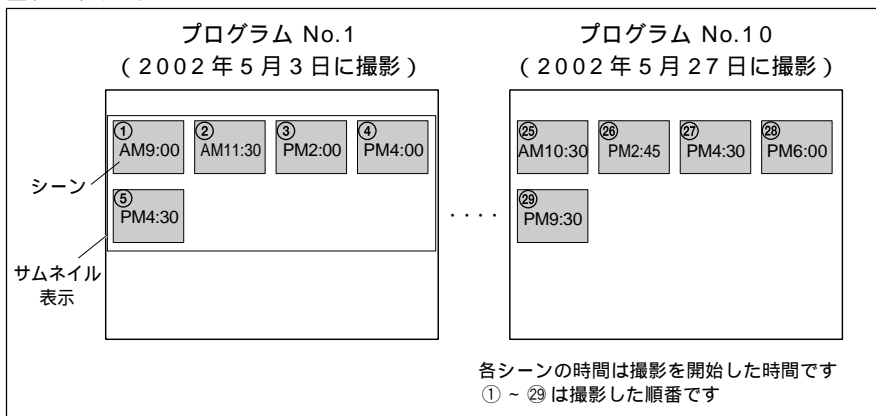 プログラム No.1
(2002年5月3日に撮影)
① ② ③ ④
AM9:00 AM11:30 PM2:00 PM4:00
シーン
⑤
PM4:30
サムネイル
表示
・・・・
プログラム No.10
(2002年5月27日に撮影)
㉕ ㉖ ㉗ ㉘
AM10:30 PM2:45 PM4:30 PM6:00
㉙
PM9:30
各シーンの時間は撮影を開始した時間です
① ~ ㉙ は撮影した順番です